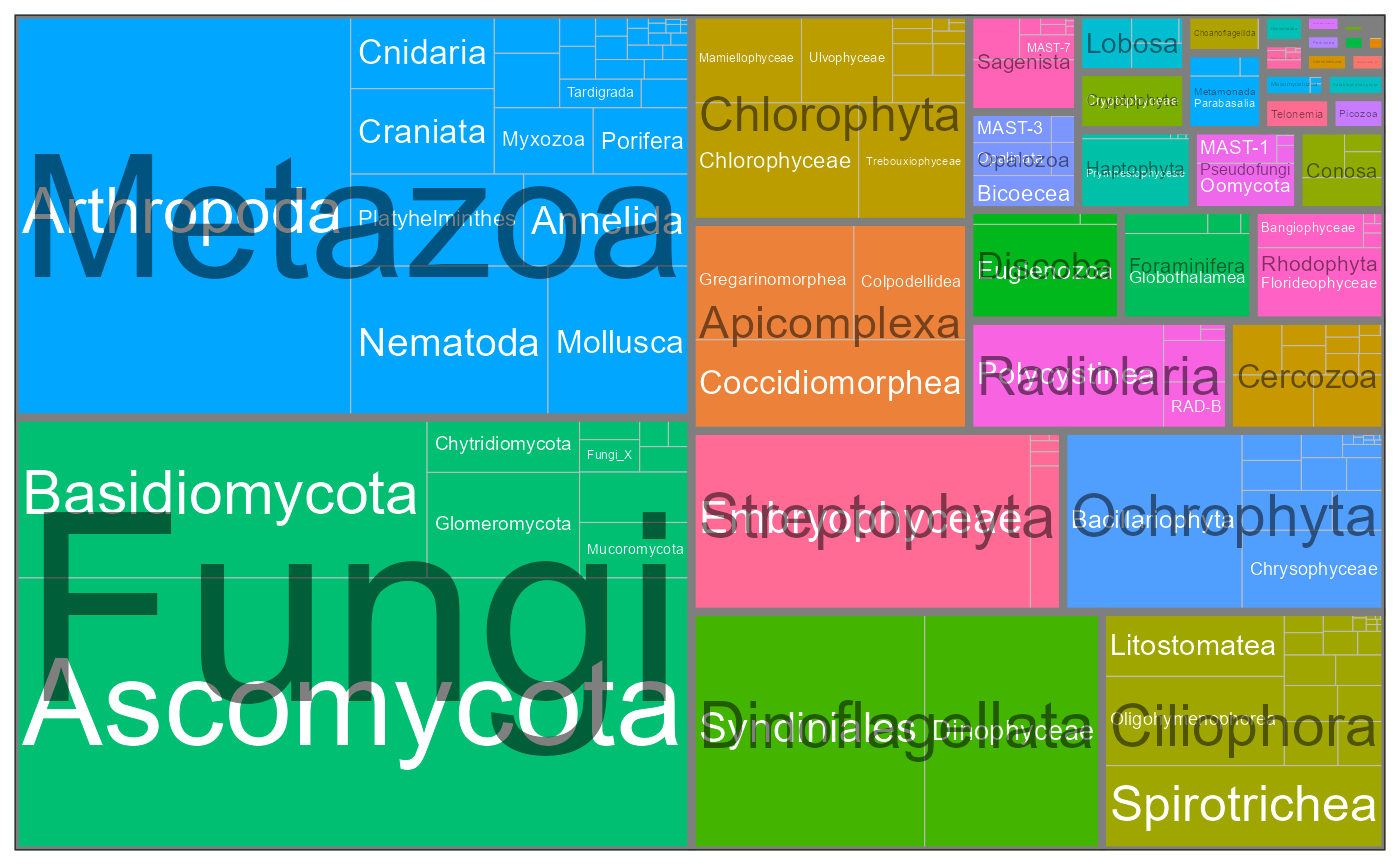 Metazoa
Arthropoda
Cnidaria
Craniata
Tardigrada
Myxozoa
Porifera
Platyhelminthes
Annelida
Nematoda
Mollusca
Fungi
Basidiomycota
Chytridiomycota
Fungi_X
Glomeromycota
Mucoromycota
Ascomycota
Chlorophyta
Mamiellophyceae
Ulvophyceae
Chlorophyceae
Trebouxiophyceae
Apicomplexa
Gregarinomorphea
Colpodellidea
Coccidiomorphea
Sagenista
MAST-7
Lobosa
Cryptophyta
Cryptophyceae
Choanoflagellida
Metamonada
Parabasalia
Telonemia
Picozoa
MAST-3
Opalozoa
Opalinata
Bicoecea
Haptophyta
Prymnesiophyceae
MAST-1
Pseudofungi
Oomycota
Conosa
Discoba
Euglenozoa
Foraminifera
Globothalamea
Bangiophyceae
Rhodophyta
Florideophyceae
Radiolaria
Polycystinea
RAD-B
Cercozoa
Streptophyta
Embryophyceae
Ochrophyta
Bacillariophyta
Chrysophyceae
Dinoflagellata
Syndiniales
Dinophyceae
Ciliophora
Litostomatea
Oligohymenophorea
Spirotrichea